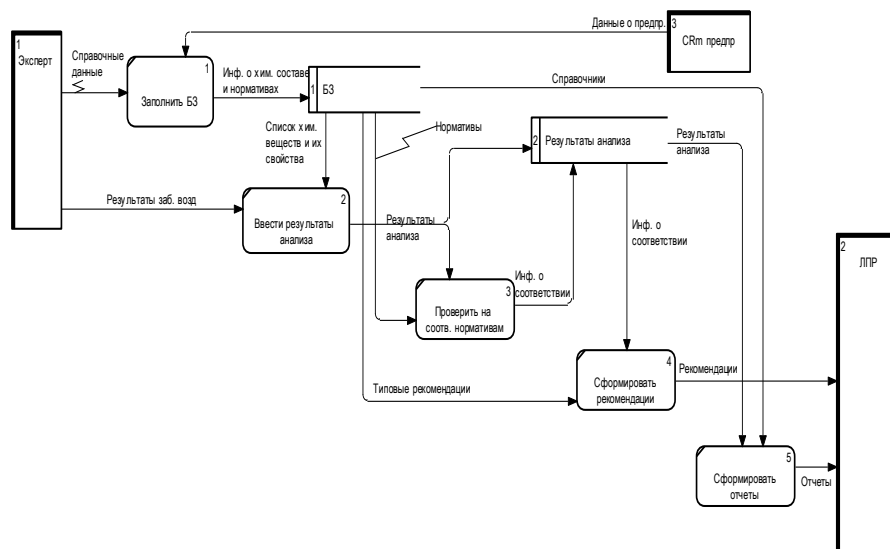 1
Эксперт
Справочные
данные
1
Заполнить БЗ
Данные о предпр.
3
CRm предпр
Инф. о хим. составе
и нормативах
1
БЗ
Справочники
Список хим.
веществ и их
свойства
Нормативы
2
Результаты анализа
Результаты
анализа
Результаты заб. возд
2
Ввести результаты
анализа
Результаты
анализа
Инф. о
соответствии
Инф. о
соответствии
3
Проверить на
соотв. нормативам
2
ЛПР
4
Сформировать
рекомендации
Типовые рекомендации
Рекомендации
5
Сформировать
отчеты
Отчеты